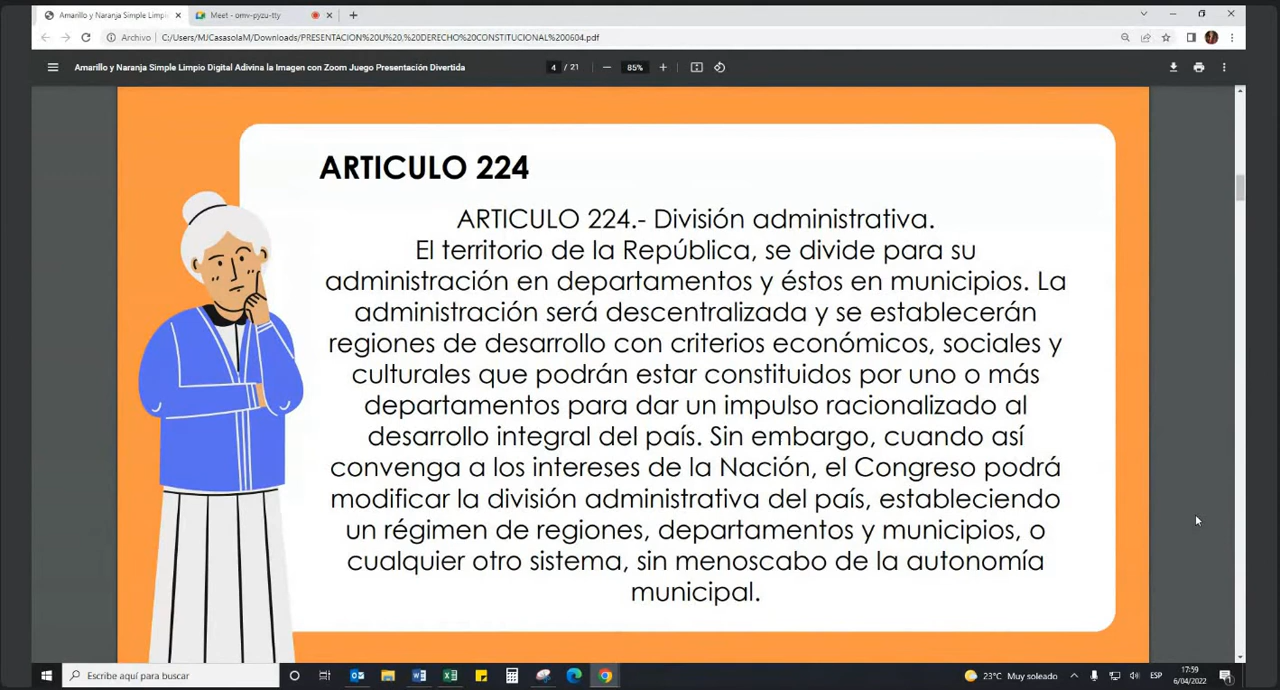 Amarillo y Naranja Simple Limpi
Meet - omv-pyzu-tty
Archivo
C:/Users/MJCasasolaM/Downloads/PRESENTACION%20U%20.%20DERECHO%20CONSTITUCIONAL%200604.pdf
Amarillo y Naranja Simple Limpio Digital Adivina la Imagen con Zoom Juego Presentación Divertida
4 / 21
85%
ARTICULO 224
ARTICULO 224.- División administrativa.
El territorio de la República, se divide para su
administración en departamentos y éstos en municipios. La
administración será descentralizada y se establecerán
regiones de desarrollo con criterios económicos, sociales y
culturales que podrán estar constituidos por uno o más
departamentos para dar un impulso racionalizado al
desarrollo integral del país. Sin embargo, cuando así
convenga a los intereses de la Nación, el Congreso podrá
modificar la división administrativa del país, estableciendo
un régimen de regiones, departamentos y municipios, o
cualquier otro sistema, sin menoscabo de la autonomía
municipal.
Escribe aquí para buscar
23°C Muy soleado
ESP
17:59
6/04/2022